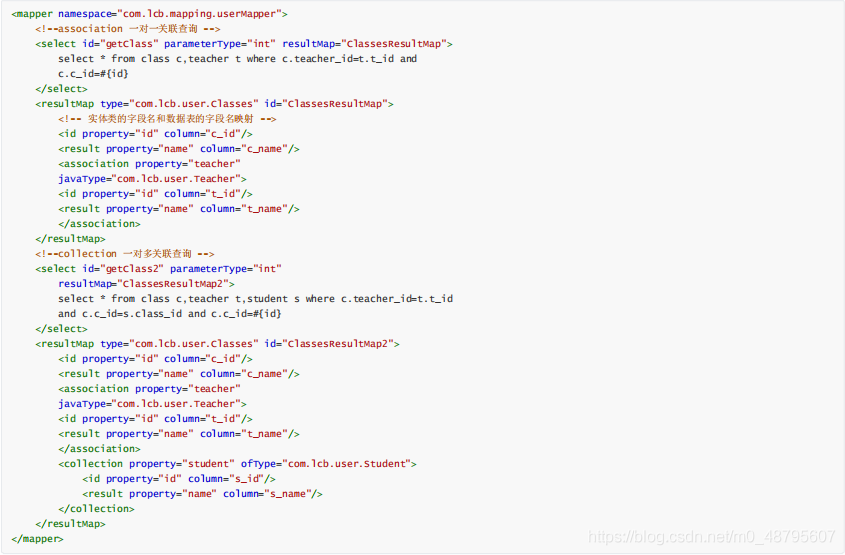 <mapper namespace="com.lcb.mapping.userMapper">
<!--association 一对一关联查询 -->
<select id="getClass" parameterType="int" resultMap="ClassesResultMap">
select * from class c,teacher t where c.teacher_id=t.t_id and
c.c_id=#{id}
</select>
<resultMap type="com.lcb.user.Classes" id="ClassesResultMap">
<!-- 实体类的字段名和数据表的字段名映射 -->
<id property="id" column="c_id"/>
<result property="name" column="c_name"/>
<association property="teacher"
javaType="com.lcb.user.Teacher">
<id property="id" column="t_id"/>
<result property="name" column="t_name"/>
</association>
</resultMap>
<!--collection 一对多关联查询 -->
<select id="getClass2" parameterType="int"
resultMap="ClassesResultMap2">
select * from class c,teacher t,student s where c.teacher_id=t.t_id
and c.c_id=s.class_id and c.c_id=#{id}
</select>
<resultMap type="com.lcb.user.Classes" id="ClassesResultMap2">
<id property="id" column="c_id"/>
<result property="name" column="c_name"/>
<association property="teacher"
javaType="com.lcb.user.Teacher">
<id property="id" column="t_id"/>
<result property="name" column="t_name"/>
</association>
<collection property="student" ofType="com.lcb.user.Student">
<id property="id" column="s_id"/>
<result property="name" column="s_name"/>
</collection>
</resultMap>
</mapper>
https://blog.csdn.net/m0_48795607